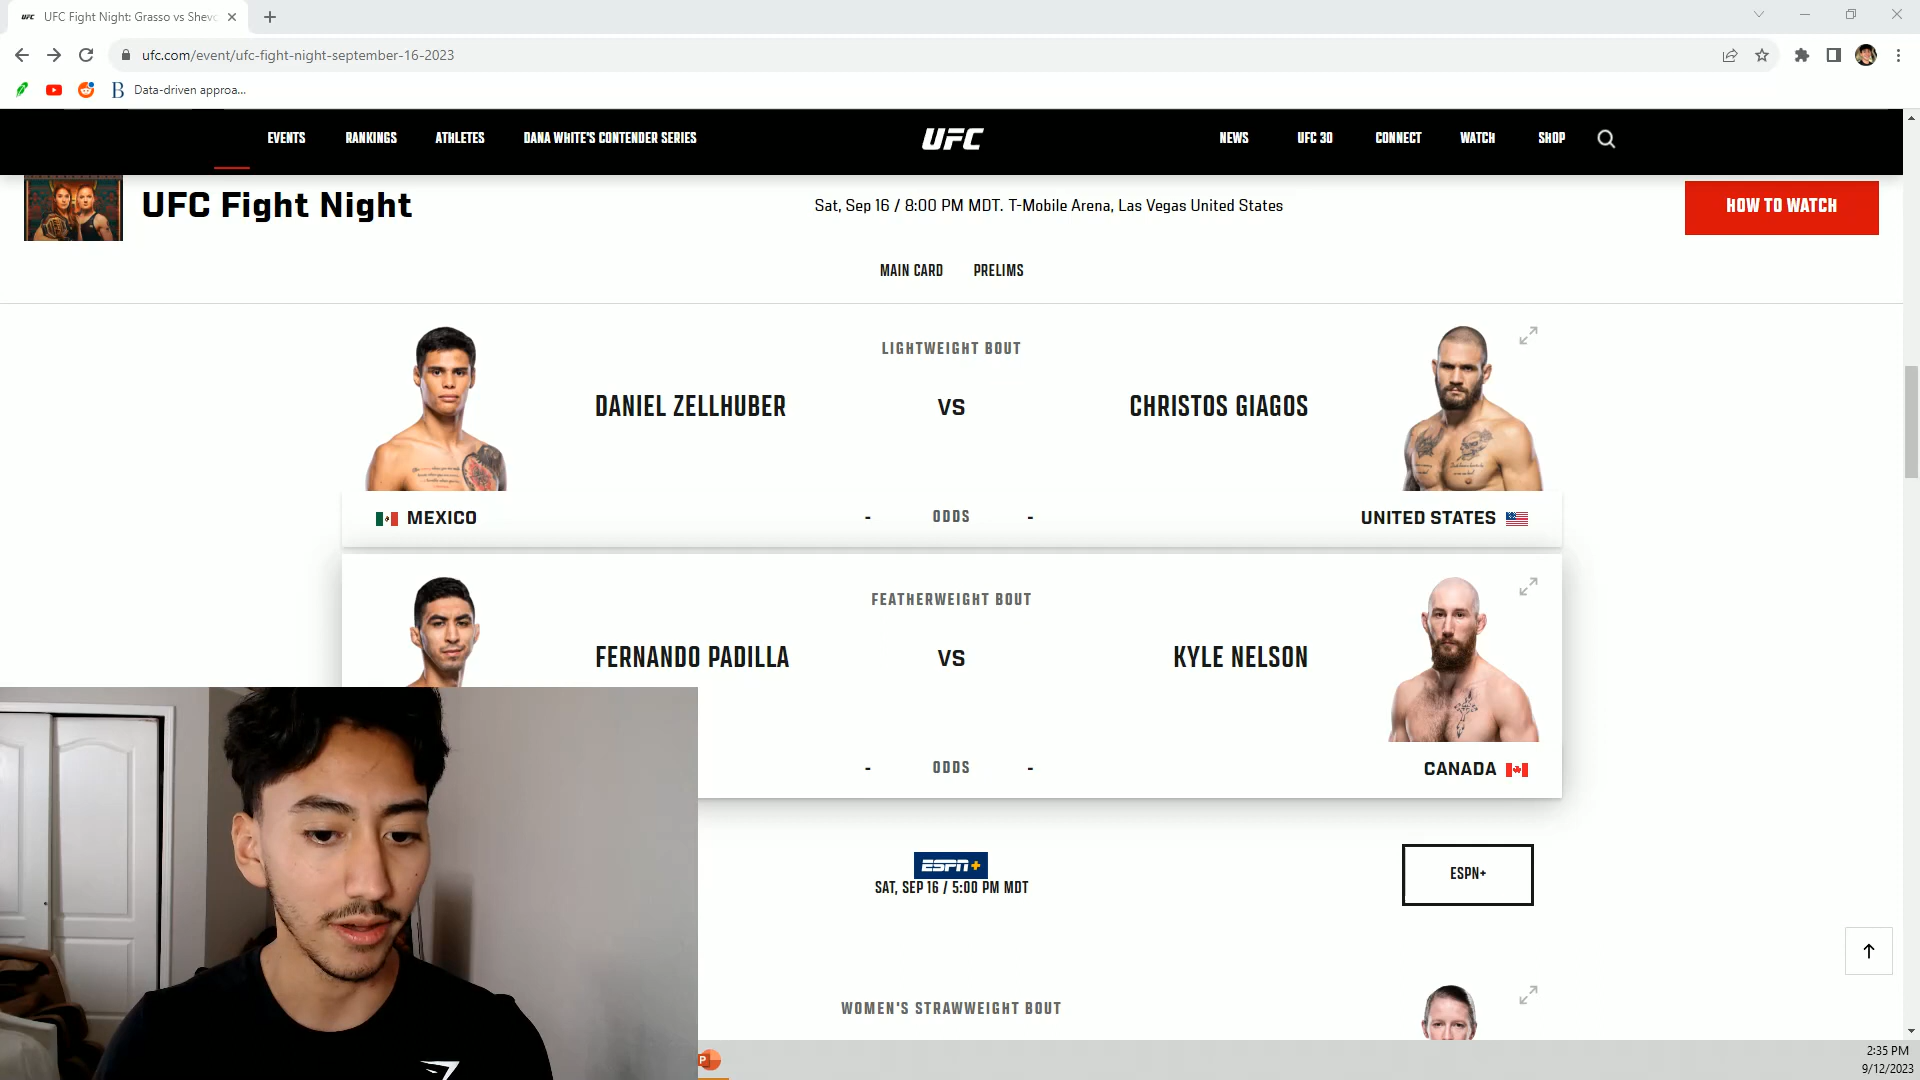 UFC Fight Night: Grasso vs Shevc
ufc.com/event/ufc-fight-night-september-16-2023
B Data-driven approa...
EVENTS RANKINGS ATHLETES DANA WHITE'S CONTENDER SERIES UFC NEWS UFC 30 CONNECT WATCH SHOP
UFC Fight Night
Sat, Sep 16 / 8:00 PM MDT. T-Mobile Arena, Las Vegas United States
HOW TO WATCH
MAIN CARD PRELIMS
LIGHTWEIGHT BOUT
DANIEL ZELLHUBER VS CHRISTOS GIAGOS
MEXICO - ODDS - UNITED STATES
FEATHERWEIGHT BOUT
FERNANDO PADILLA VS KYLE NELSON
- ODDS - CANADA
ESPN+
SAT, SEP 16 / 5:00 PM MDT
ESPN+
WOMEN'S STRAWWEIGHT BOUT
2:35 PM
9/12/2023